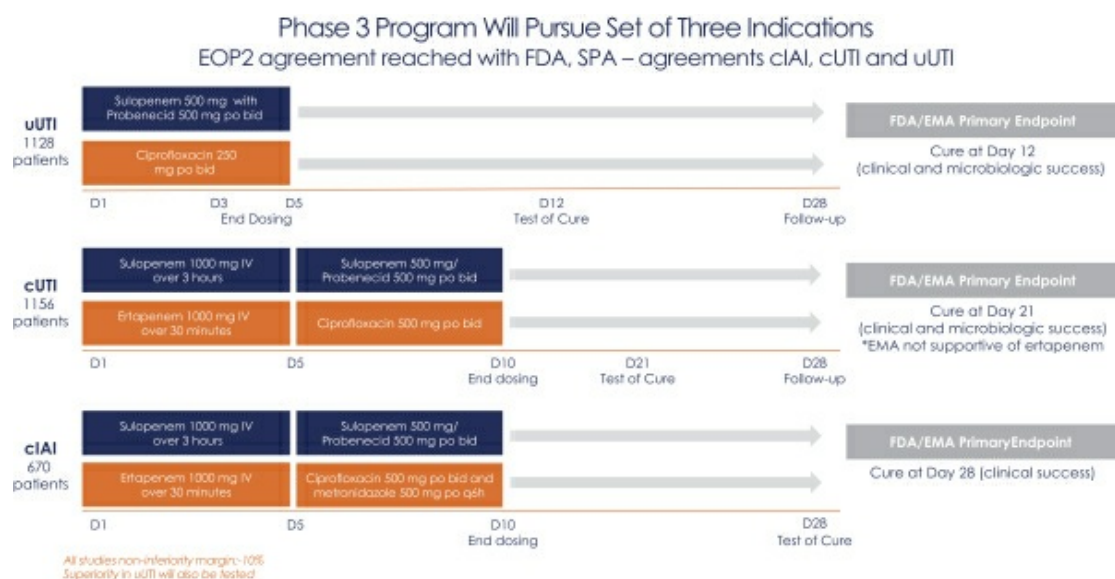 Phase 3 Program Will Pursue Set of Three Indications
EOP2 agreement reached with FDA, SPA – agreements cIAI, cUTI and uUTI
uUTI
1128
patients
Sulopenem 500 mg with
Probenecid 500 mg po bid
Ciprofloxacin 250
mg po bid
D1
D3
D5
D12
D28
End Dosing
Test of Cure
Follow-up
FDA/EMA Primary Endpoint
Cure at Day 12
(clinical and microbiologic success)
cUTI
1156
patients
Sulopenem 1000 mg IV
over 3 hours
Sulopenem 500 mg/
Probenecid 500 mg po bid
Ertapenem 1000 mg IV
over 30 minutes
Ciprofloxacin 500 mg po bid
D1
D5
D10
D21
D28
End dosing
Test of Cure
Follow-up
FDA/EMA Primary Endpoint
Cure at Day 21
(clinical and microbiologic success)
*EMA not supportive of ertapenem
cIAI
670
patients
Sulopenem 1000 mg IV
over 3 hours
Sulopenem 500 mg/
Probenecid 500 mg po bid
Ertapenem 1000 mg IV
over 30 minutes
Ciprofloxacin 500 mg po bid and
metronidazole 500 mg po q6h
D1
D5
D10
D28
End dosing
Test of Cure
FDA/EMA PrimaryEndpoint
Cure at Day 28 (clinical success)
All studies non-inferiority margin:-10%
Superiority in uUTI will also be tested